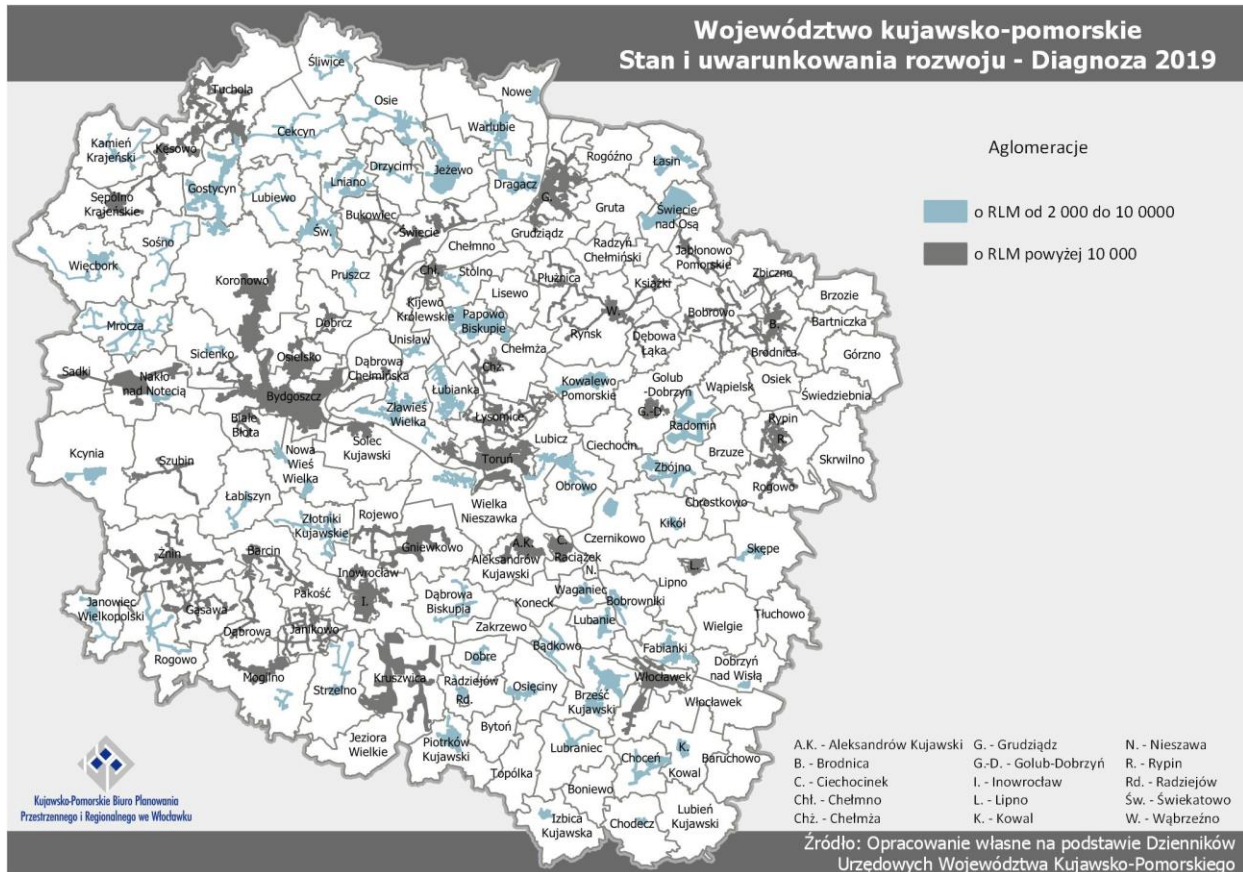 Województwo kujawsko-pomorskie
Stan i uwarunkowania rozwoju - Diagnoza 2019
Aglomeracje
o RLM od 2 000 do 10 0000
o RLM powyżej 10 000
Śliwice
Tuchola
Osie
Nowe
Cekcyn
Warlubie
Kamień
Krajeński
Kęsowo
Drzycim
Rogóźno
Łasin
Jeżewo
Lniano
Dragacz
G.
Sępólno
Krajeńskie
Gostycyn
Lubiewo
Bukowiec
Gruta
Świecie
nad Osą
Św.
Świecie
Grudziądz
Sośno
Chełmno
Radzyń
Chełmiński
Jabłonowo
Pomorskie
Więcbork
Koronowo
Pruszcz
Chł.
Stolno
Płużnica
Książki
Zbiczno
Brzozie
Lisewo
Kijewo
Królewskie
Papowo
Biskupie
W.
Bobrowo
Bartniczka
Mrocza
Dobrcz
B.
Rynsk
Dębowa
Łąka
Sicienko
Unisław
Chełmża
Brodnica
Górzno
Osielsko
Dąbrowa
Chełmińska
Sadki
Nakło
nad Notecią
Chż.
Kowalewo
Pomorskie
Golub
-Dobrzyń
Wąpielsk
Osiek
Świedziebnia
Bydgoszcz
Łubianka
Zławieś
Wielka
Łysomice
G.-D.
Radomin
Rypin
Białe
Błota
Solec
Kujawski
Lubicz
Ciechocin
R.
Kcynia
Szubin
Nowa
Wieś
Wielka
Toruń
Zbójno
Brzuze
Skrwilno
Obrowo
Rogowo
Łabiszyn
Wielka
Nieszawka
Chrostkowo
Złotniki
Kujawskie
Rojewo
Kikół
Czernikowo
Gniewkowo
A.K.
C.
Żnin
Barcin
Aleksandrów
Kujawski
Raciążek
Skępe
Inowrocław
N.
L.
Lipno
Janowiec
Wielkopolski
Pakość
I.
Dąbrowa
Biskupia
Waganiec
Gąsawa
Koneck
Bobrowniki
Tłuchowo
Dąbrowa
Janikowo
Zakrzewo
Lubanie
Wielgie
Rogowo
Bądkowo
Fabianki
Dobre
Dobrzyń
nad Wisłą
Mogilno
Kruszwica
Strzelno
Radziejów
Osięciny
Włocławek
Rd.
Brześć
Kujawski
Włocławek
Bytoń
Jeziora
Wielkie
Piotrków
Kujawski
Lubraniec
Choceń
K.
Baruchowo
Topólka
Kowal
Boniewo
Izbica
Kujawska
Chodecz
Lubień
Kujawski
A.K. - Aleksandrów Kujawski
B. - Brodnica
C. - Ciechocinek
Chł. - Chełmno
Chż. - Chełmża
G. - Grudziądz
G.-D. - Golub-Dobrzyń
I. - Inowrocław
L. - Lipno
K. - Kowal
N. - Nieszawa
R. - Rypin
Rd. - Radziejów
Św. - Świekatowo
W. - Wąbrzeźno
Kujawsko-Pomorskie Biuro Planowania
Przestrzennego i Regionalnego we Włocławku
Źródło: Opracowanie własne na podstawie Dzienników
Urzędowych Województwa Kujawsko-Pomorskiego